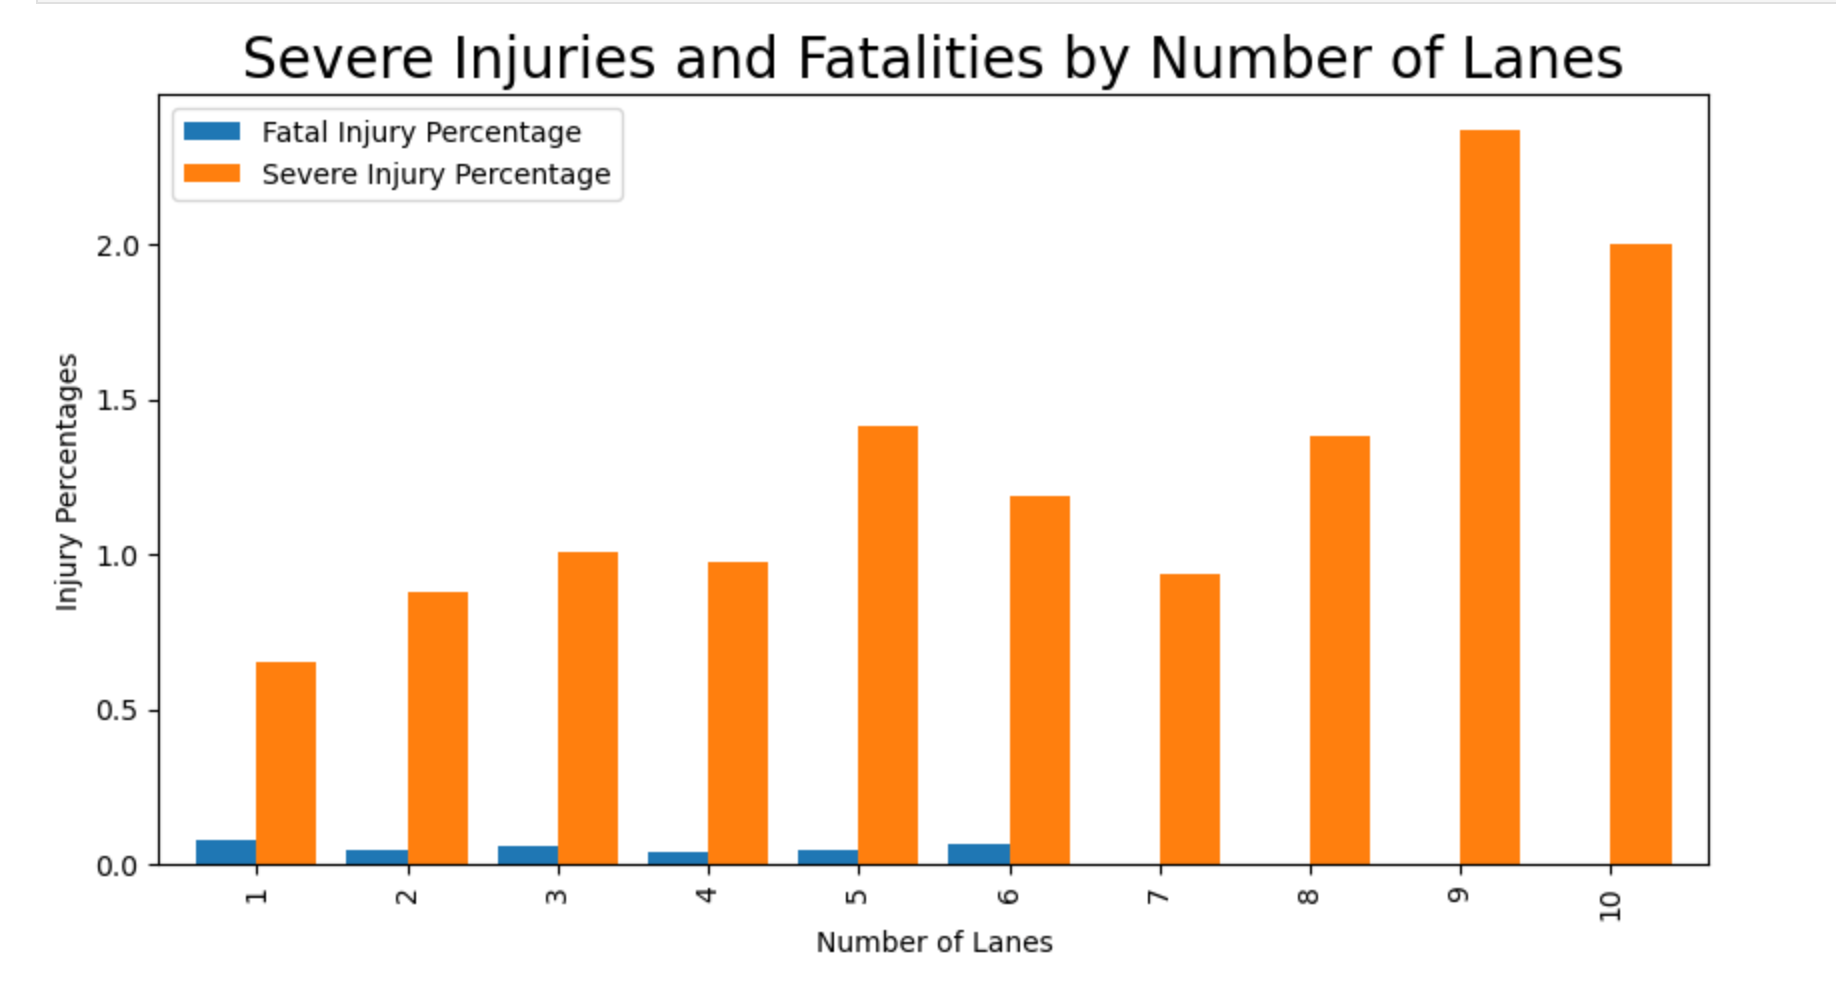 Severe Injuries and Fatalities by Number of Lanes
Fatal Injury Percentage
Severe Injury Percentage
Injury Percentages
2.0
1.5
1.0
0.5
0.0
1 2 3 4 5 6 7 8 9 10
Number of Lanes